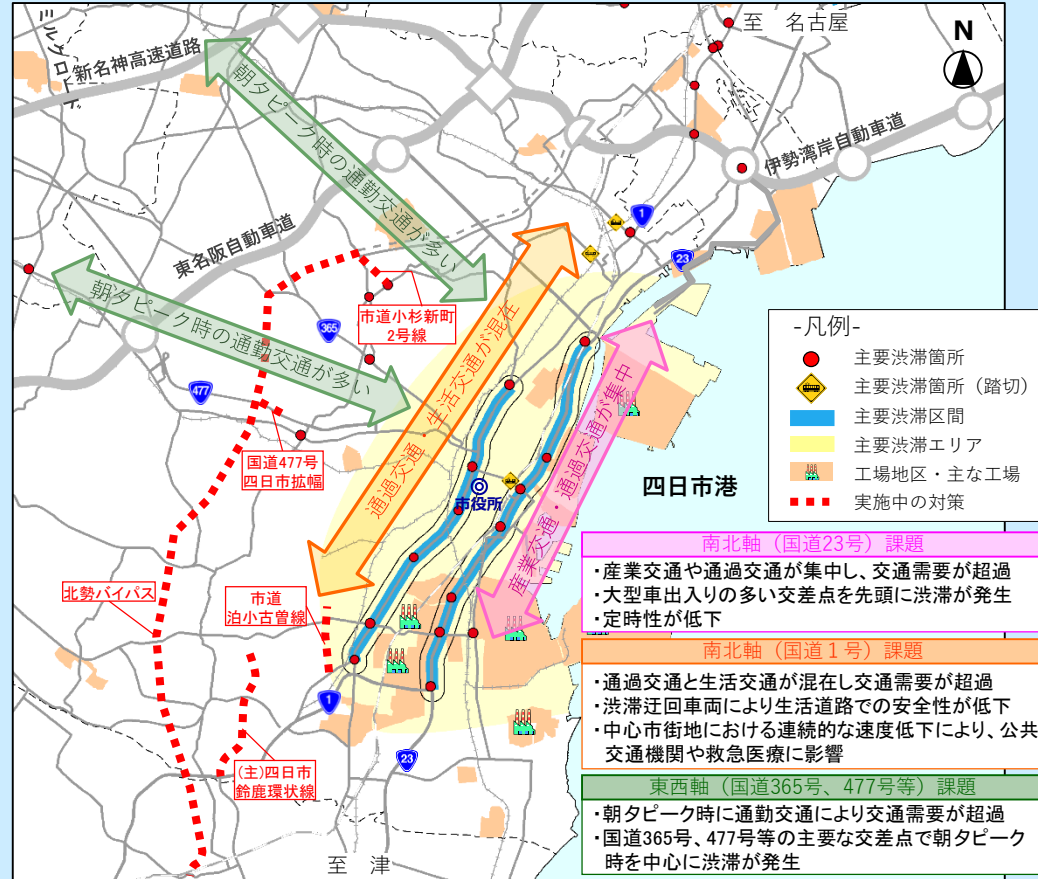 至 名古屋
N
ミルクロード
新名神高速道路
朝夕ピーク時の通勤交通が多い
伊勢湾岸自動車道
東名阪自動車道
1
23
朝夕ピーク時の通勤交通が多い
365
市道小杉新町
2号線
通過交通・生活交通が混在
477
産業交通・通過交通が集中
国道477号
四日市拡幅
市役所
四日市港
-凡例-
主要渋滞箇所
主要渋滞箇所（踏切）
主要渋滞区間
主要渋滞エリア
工場地区・主な工場
実施中の対策
北勢バイパス
市道
泊小古曽線
1
23
(主)四日市
鈴鹿環状線
至 津
南北軸（国道23号）課題
・産業交通や通過交通が集中し、交通需要が超過
・大型車出入りの多い交差点を先頭に渋滞が発生
・定時性が低下
南北軸（国道１号）課題
・通過交通と生活交通が混在し交通需要が超過
・渋滞迂回車両により生活道路での安全性が低下
・中心市街地における連続的な速度低下により、公共
交通機関や救急医療に影響
東西軸（国道365号、477号等）課題
・朝夕ピーク時に通勤交通により交通需要が超過
・国道365号、477号等の主要な交差点で朝夕ピーク
時を中心に渋滞が発生